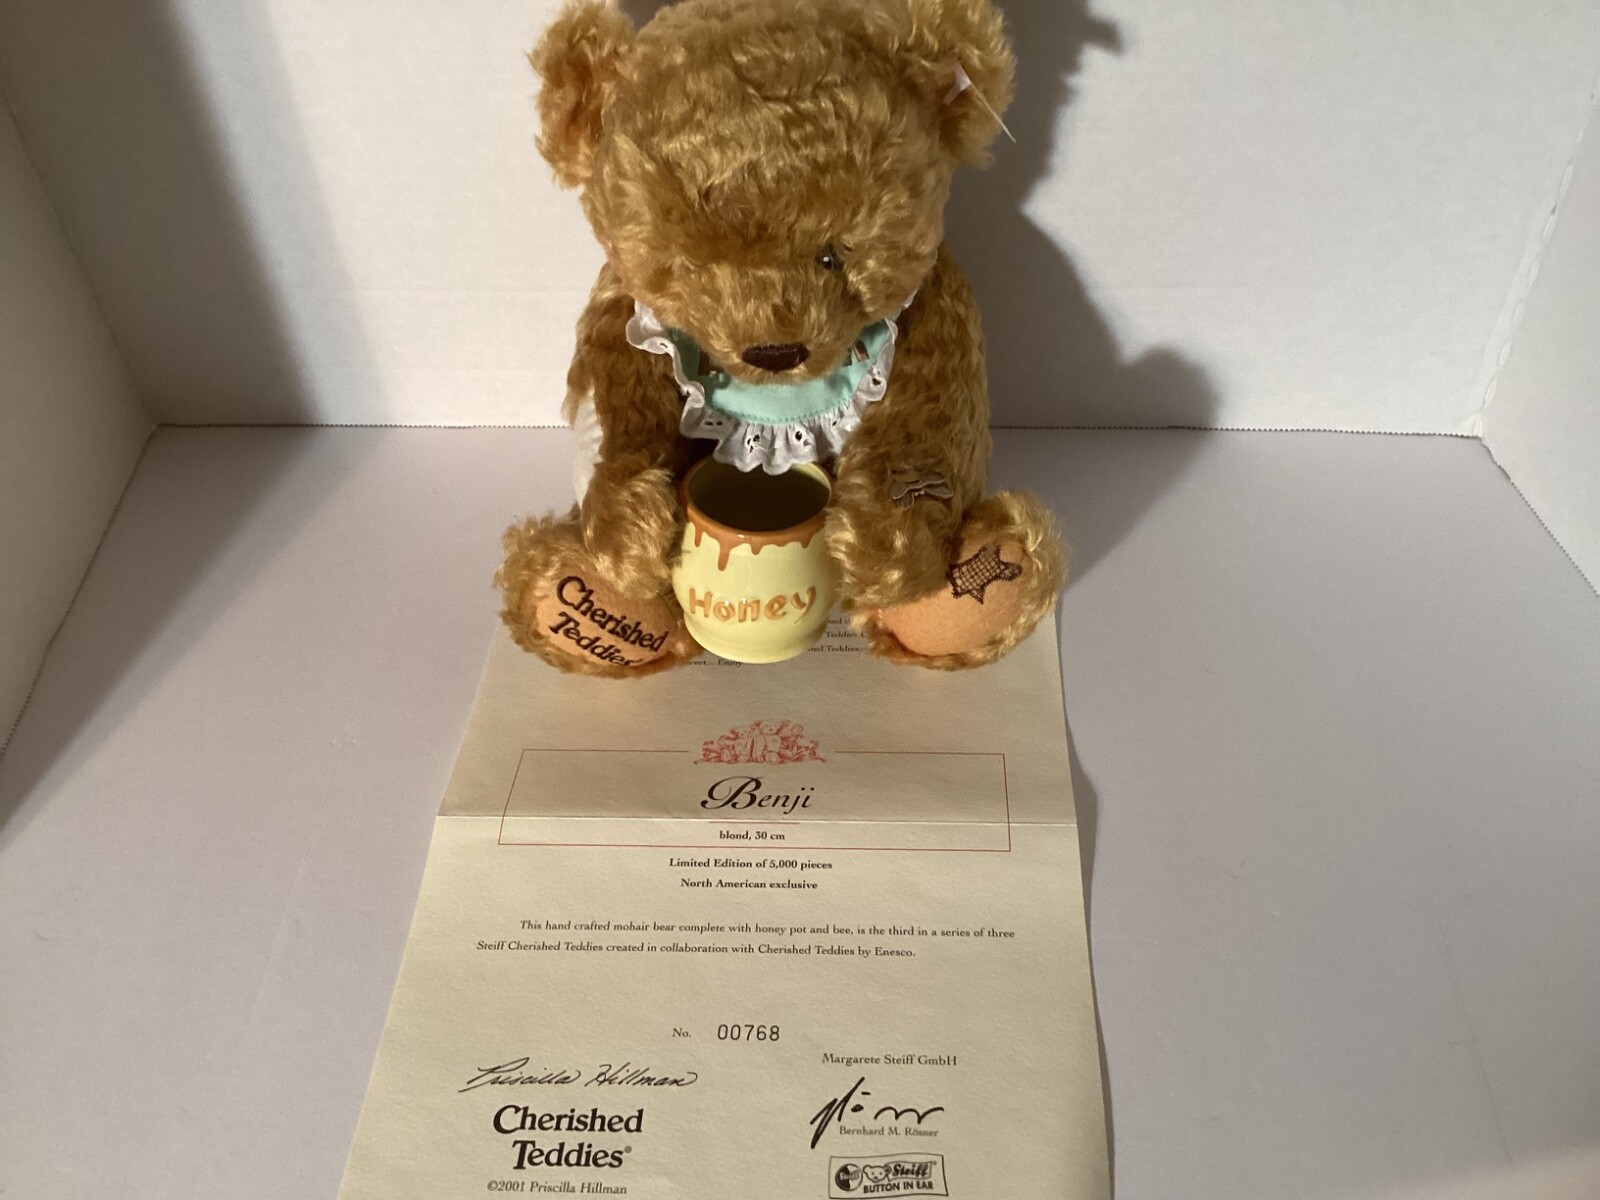 Cherished
Teddies
Honey
Enjoy
Benji
blond, 30 cm
Limited Edition of 5,000 pieces
North American exclusive
This hand crafted mohair bear complete with honey pot and bee, is the third in a series of three
Steiff Cherished Teddies created in collaboration with Cherished Teddies by Enesco.
No. 00768
Margarete Steiff GmbH
Priscilla Hillman
Bernhard M. Rösner
Cherished
Teddies®
©2001 Priscilla Hillman
Steiff
BUTTON IN EAR